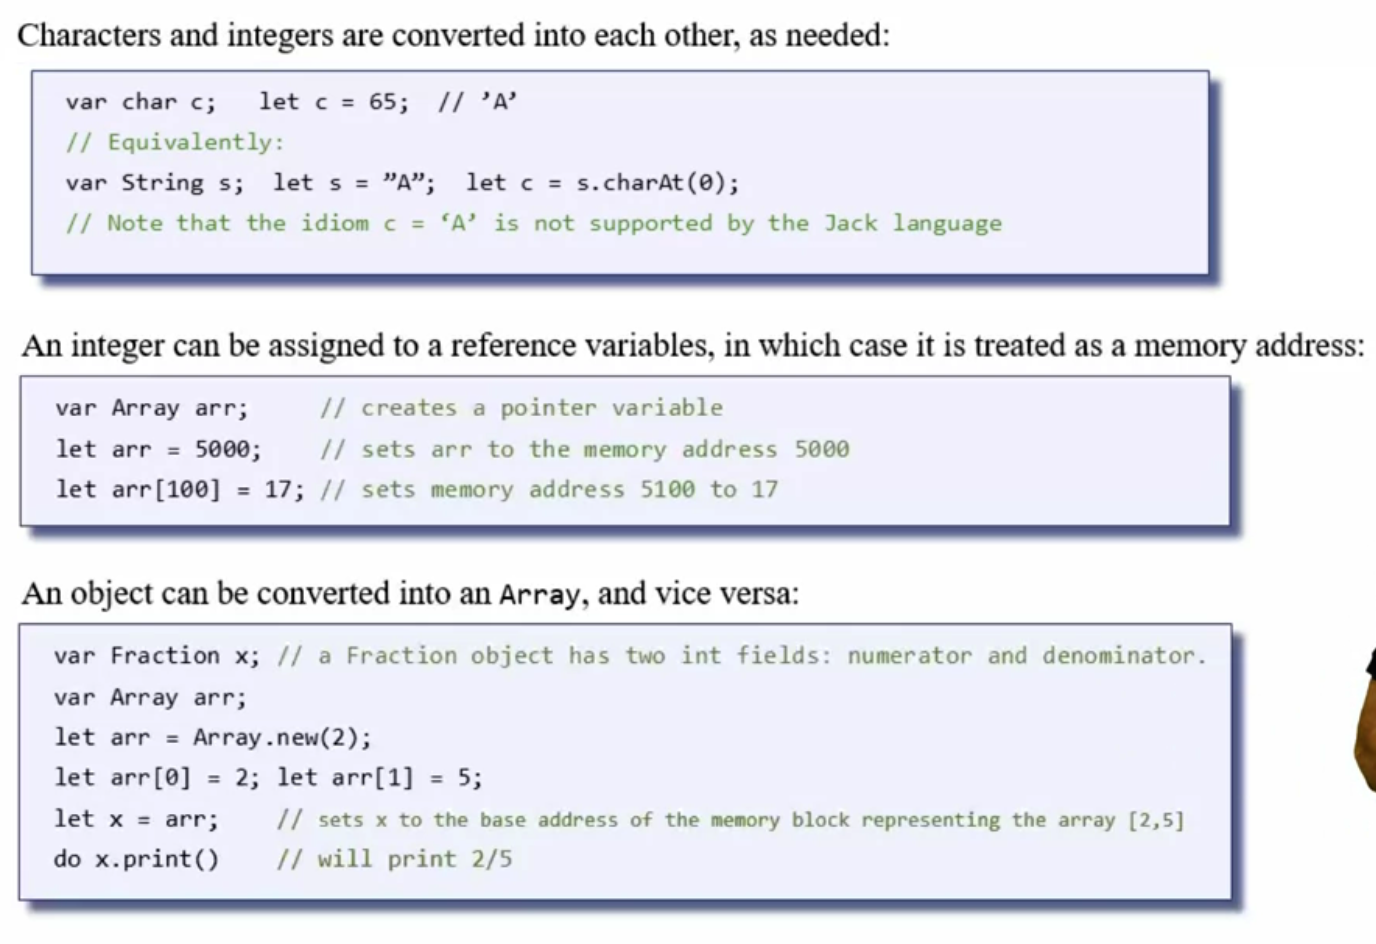 Characters and integers are converted into each other, as needed:
var char c;   let c = 65;  // ’A’
// Equivalently:
var String s;  let s = ”A”;  let c = s.charAt(0);
// Note that the idiom c = ‘A’ is not supported by the Jack language
An integer can be assigned to a reference variables, in which case it is treated as a memory address:
var Array arr;     // creates a pointer variable
let arr = 5000;    // sets arr to the memory address 5000
let arr[100] = 17; // sets memory address 5100 to 17
An object can be converted into an Array, and vice versa:
var Fraction x; // a Fraction object has two int fields: numerator and denominator.
var Array arr;
let arr = Array.new(2);
let arr[0] = 2; let arr[1] = 5;
let x = arr;    // sets x to the base address of the memory block representing the array [2,5]
do x.print()    // will print 2/5